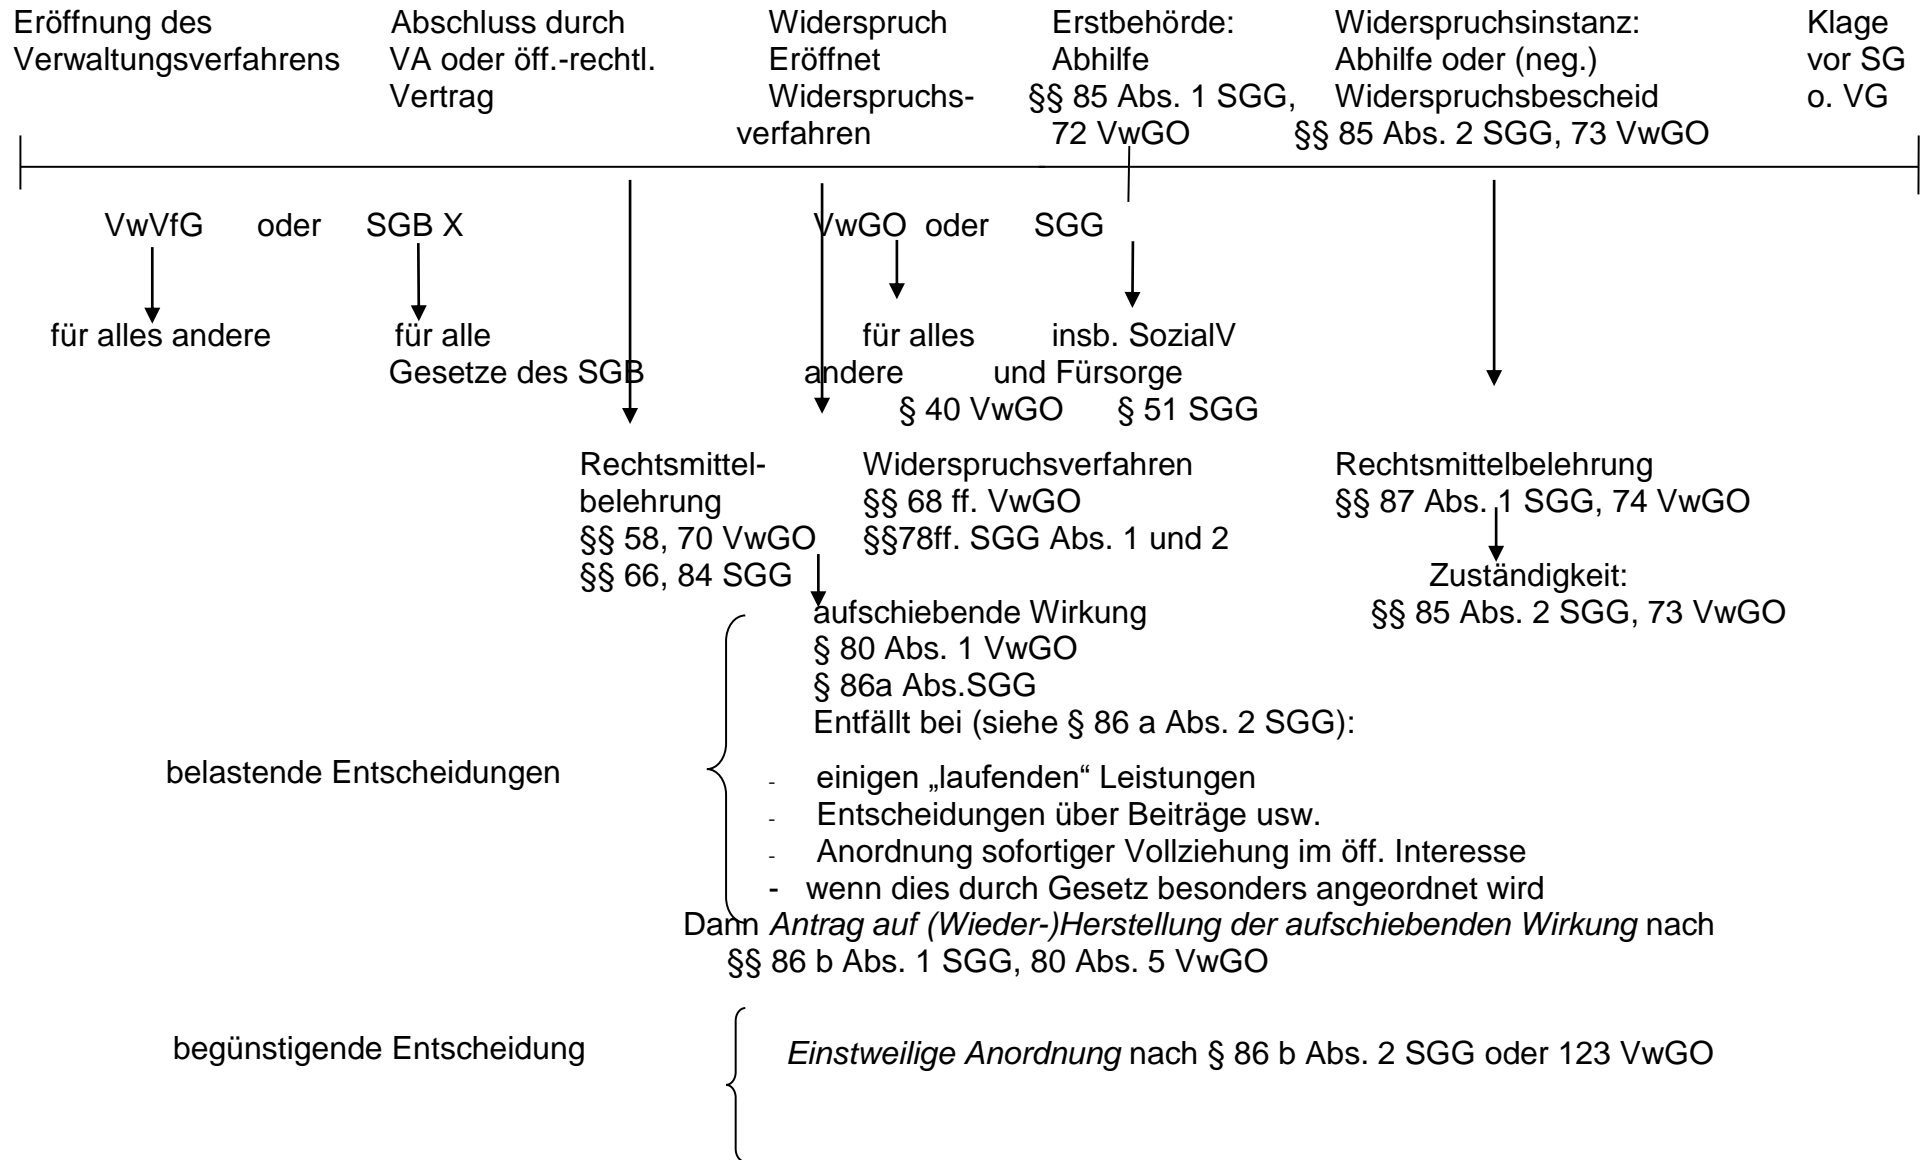 Eröffnung des
Verwaltungsverfahrens
Abschluss durch
VA oder öff.-rechtl.
Vertrag
Widerspruch
Eröffnet
Widerspruchs-
verfahren
Erstbehörde:
Abhilfe
§§ 85 Abs. 1 SGG,
72 VwGO
Widerspruchsinstanz:
Abhilfe oder (neg.)
Widerspruchsbescheid
§§ 85 Abs. 2 SGG, 73 VwGO
Klage
vor SG
o. VG
VwVfG oder SGB X
für alles andere
für alle
Gesetze des SGB
VwGO oder SGG
für alles
andere
§ 40 VwGO
insb. SozialV
und Fürsorge
§ 51 SGG
Rechtsmittel-
belehrung
§§ 58, 70 VwGO
§§ 66, 84 SGG
Widerspruchsverfahren
§§ 68 ff. VwGO
§§78ff. SGG Abs. 1 und 2
Rechtsmittelbelehrung
§§ 87 Abs. 1 SGG, 74 VwGO
Zuständigkeit:
§§ 85 Abs. 2 SGG, 73 VwGO
aufschiebende Wirkung
§ 80 Abs. 1 VwGO
§ 86a Abs.SGG
Entfällt bei (siehe § 86 a Abs. 2 SGG):
belastende Entscheidungen
- einigen „laufenden“ Leistungen
- Entscheidungen über Beiträge usw.
- Anordnung sofortiger Vollziehung im öff. Interesse
- wenn dies durch Gesetz besonders angeordnet wird
Dann Antrag auf (Wieder-)Herstellung der aufschiebenden Wirkung nach
§§ 86 b Abs. 1 SGG, 80 Abs. 5 VwGO
begünstigende Entscheidung
Einstweilige Anordnung nach § 86 b Abs. 2 SGG oder 123 VwGO